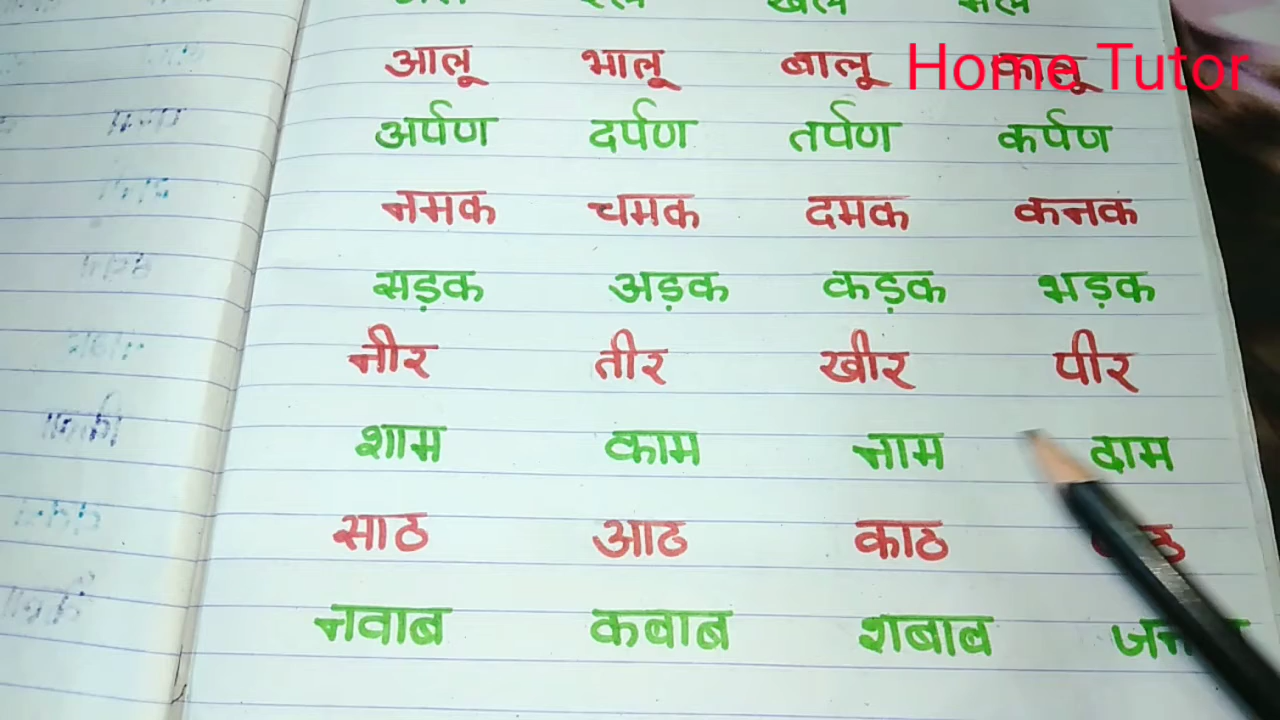 आलू भालू बालू कालू
Home Tutor
अर्पण दर्पण तर्पण कर्पण
नमक चमक दमक कनक
सड़क अड़क कड़क भड़क
नीर तीर खीर पीर
शाम काम नाम दाम
साठ आठ काठ
नवाब कबाब शबाब